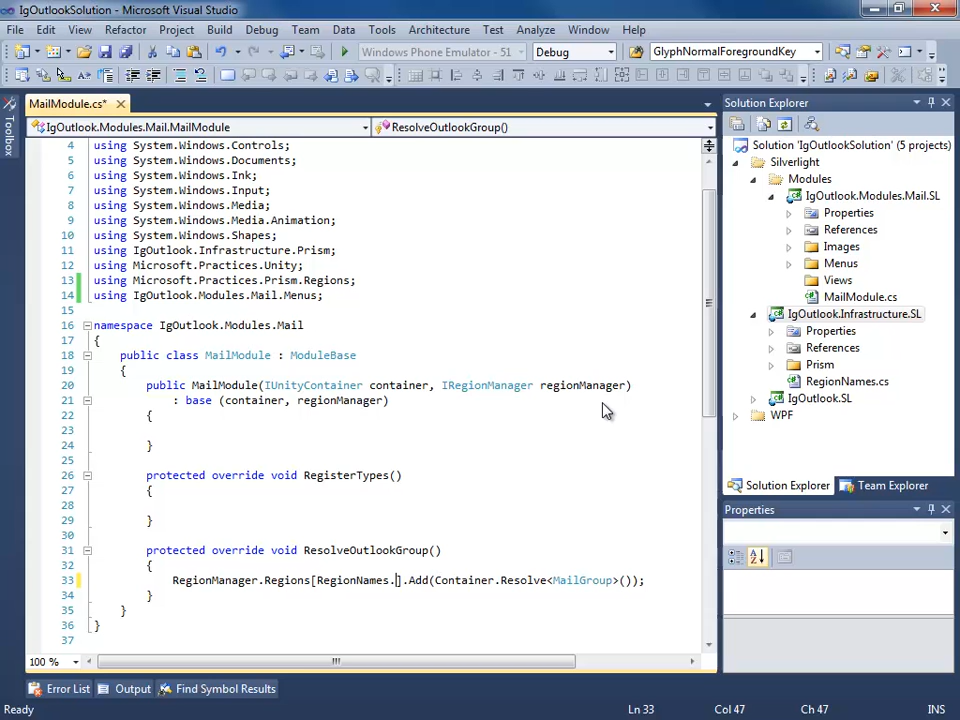 IgOutlookSolution - Microsoft Visual Studio
File Edit View Refactor Project Build Debug Team Data Tools Architecture Test Analyze Window Help
Windows Phone Emulator - 51 Debug GlyphNormalForegroundKey
MailModule.cs* Solution Explorer
Toolbox
IgOutlook.Modules.Mail.MailModule ResolveOutlookGroup()
4 using System.Windows.Controls;
5 using System.Windows.Documents;
6 using System.Windows.Ink;
7 using System.Windows.Input;
8 using System.Windows.Media;
9 using System.Windows.Media.Animation;
10 using System.Windows.Shapes;
11 using IgOutlook.Infrastructure.Prism;
12 using Microsoft.Practices.Unity;
13 using Microsoft.Practices.Prism.Regions;
14 using IgOutlook.Modules.Mail.Menus;
15
16 namespace IgOutlook.Modules.Mail
17 {
18 public class MailModule : ModuleBase
19 {
20 public MailModule(IUnityContainer container, IRegionManager regionManager)
21 : base (container, regionManager)
22 {
23
24 }
25
26 protected override void RegisterTypes()
27 {
28
29 }
30
31 protected override void ResolveOutlookGroup()
32 {
33 RegionManager.Regions[RegionNames.].Add(Container.Resolve<MailGroup>());
34 }
35 }
36 }
37
100 %
Solution 'IgOutlookSolution' (5 projects)
Silverlight
Modules
IgOutlook.Modules.Mail.SL
Properties
References
Images
Menus
Views
MailModule.cs
IgOutlook.Infrastructure.SL
Properties
References
Prism
RegionNames.cs
IgOutlook.SL
WPF
Solution Explorer Team Explorer
Properties
Error List Output Find Symbol Results
Ln 33 Col 47 Ch 47 INS